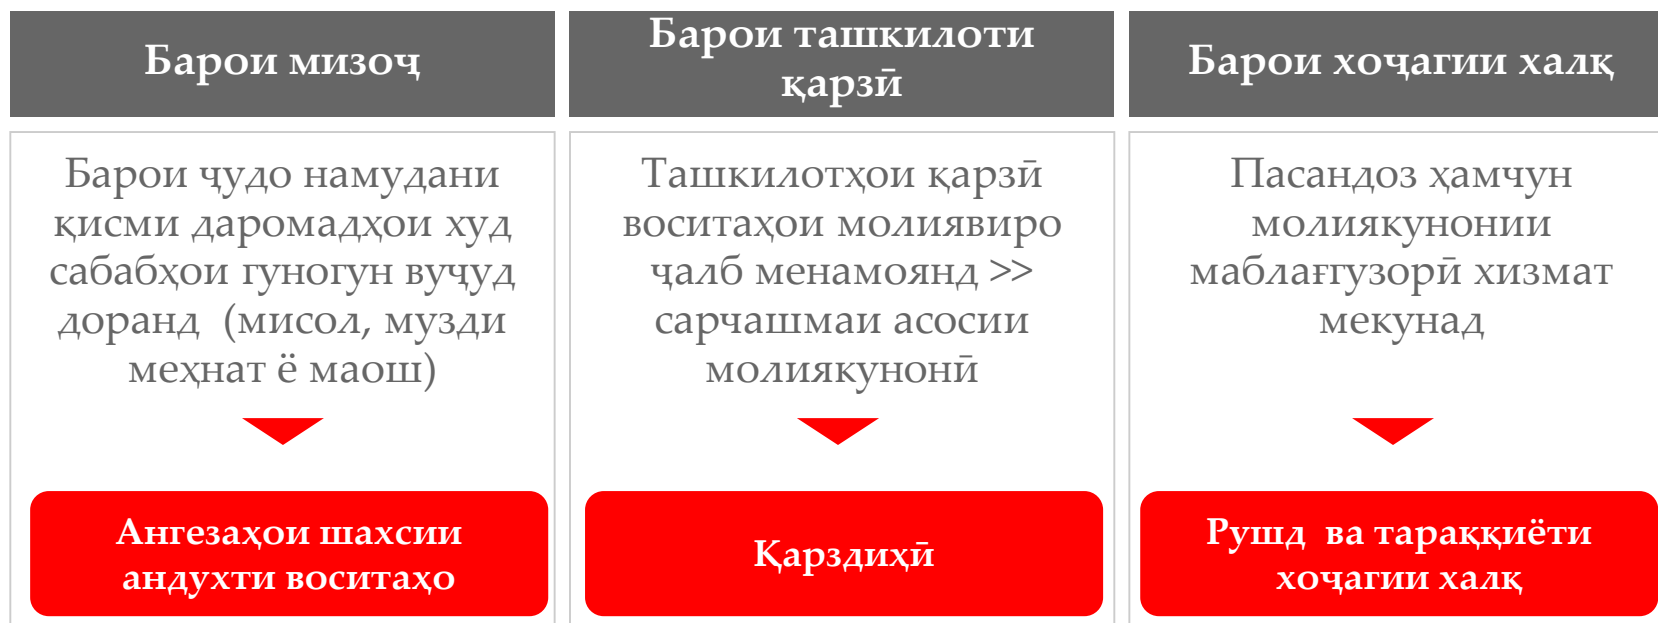 Барои мизоҷ
Барои ташкилоти
қарзӣ
Барои хоҷагии халқ
Барои ҷудо намудани
қисми даромадҳои худ
сабабҳои гуногун вуҷуд
доранд (мисол, музди
меҳнат ё маош)
Ангезаҳои шахсии
андухти воситаҳо
Ташкилотҳои қарзӣ
воситаҳои молиявиро
ҷалб менамоянд >>
сарчашмаи асосии
молиякунонӣ
Қарздиҳӣ
Пасандоз ҳамчун
молиякунонии
маблағгузорӣ хизмат
мекунад
Рушд ва тараққиёти
хоҷагии халқ